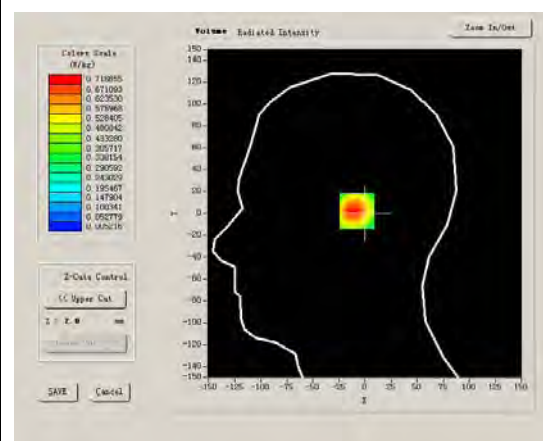 Volume Radiated Intensity
Zoom In/Out
Colors Scale
(W/kg)
0.718855
0.671093
0.623530
0.575968
0.528405
0.480842
0.433280
0.385717
0.338154
0.290592
0.243029
0.195467
0.147904
0.100341
0.052779
0.005216
Z-Cuts Control
<< Upper Cut
Z : 2.0 mm
SAVE
Cancel
150
140
120
100
80
60
40
20
0
-20
-40
-60
-80
-100
-120
-140
-150
Y
-150 -125 -100 -75 -50 -25 0 25 50 75 100 125 150
X